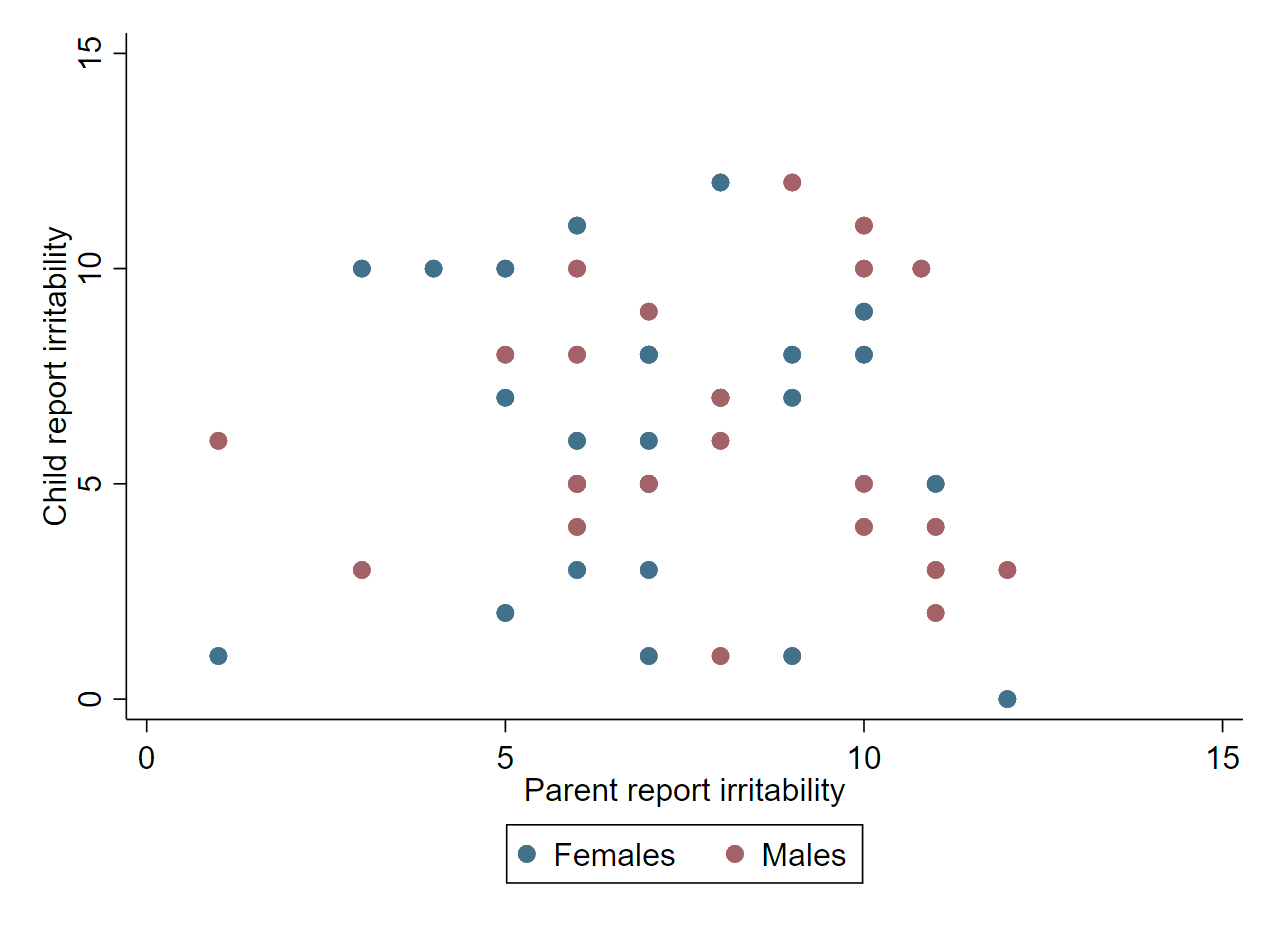 15
10
5
0
Child report irritability
0 5 10 15
Parent report irritability
Females Males